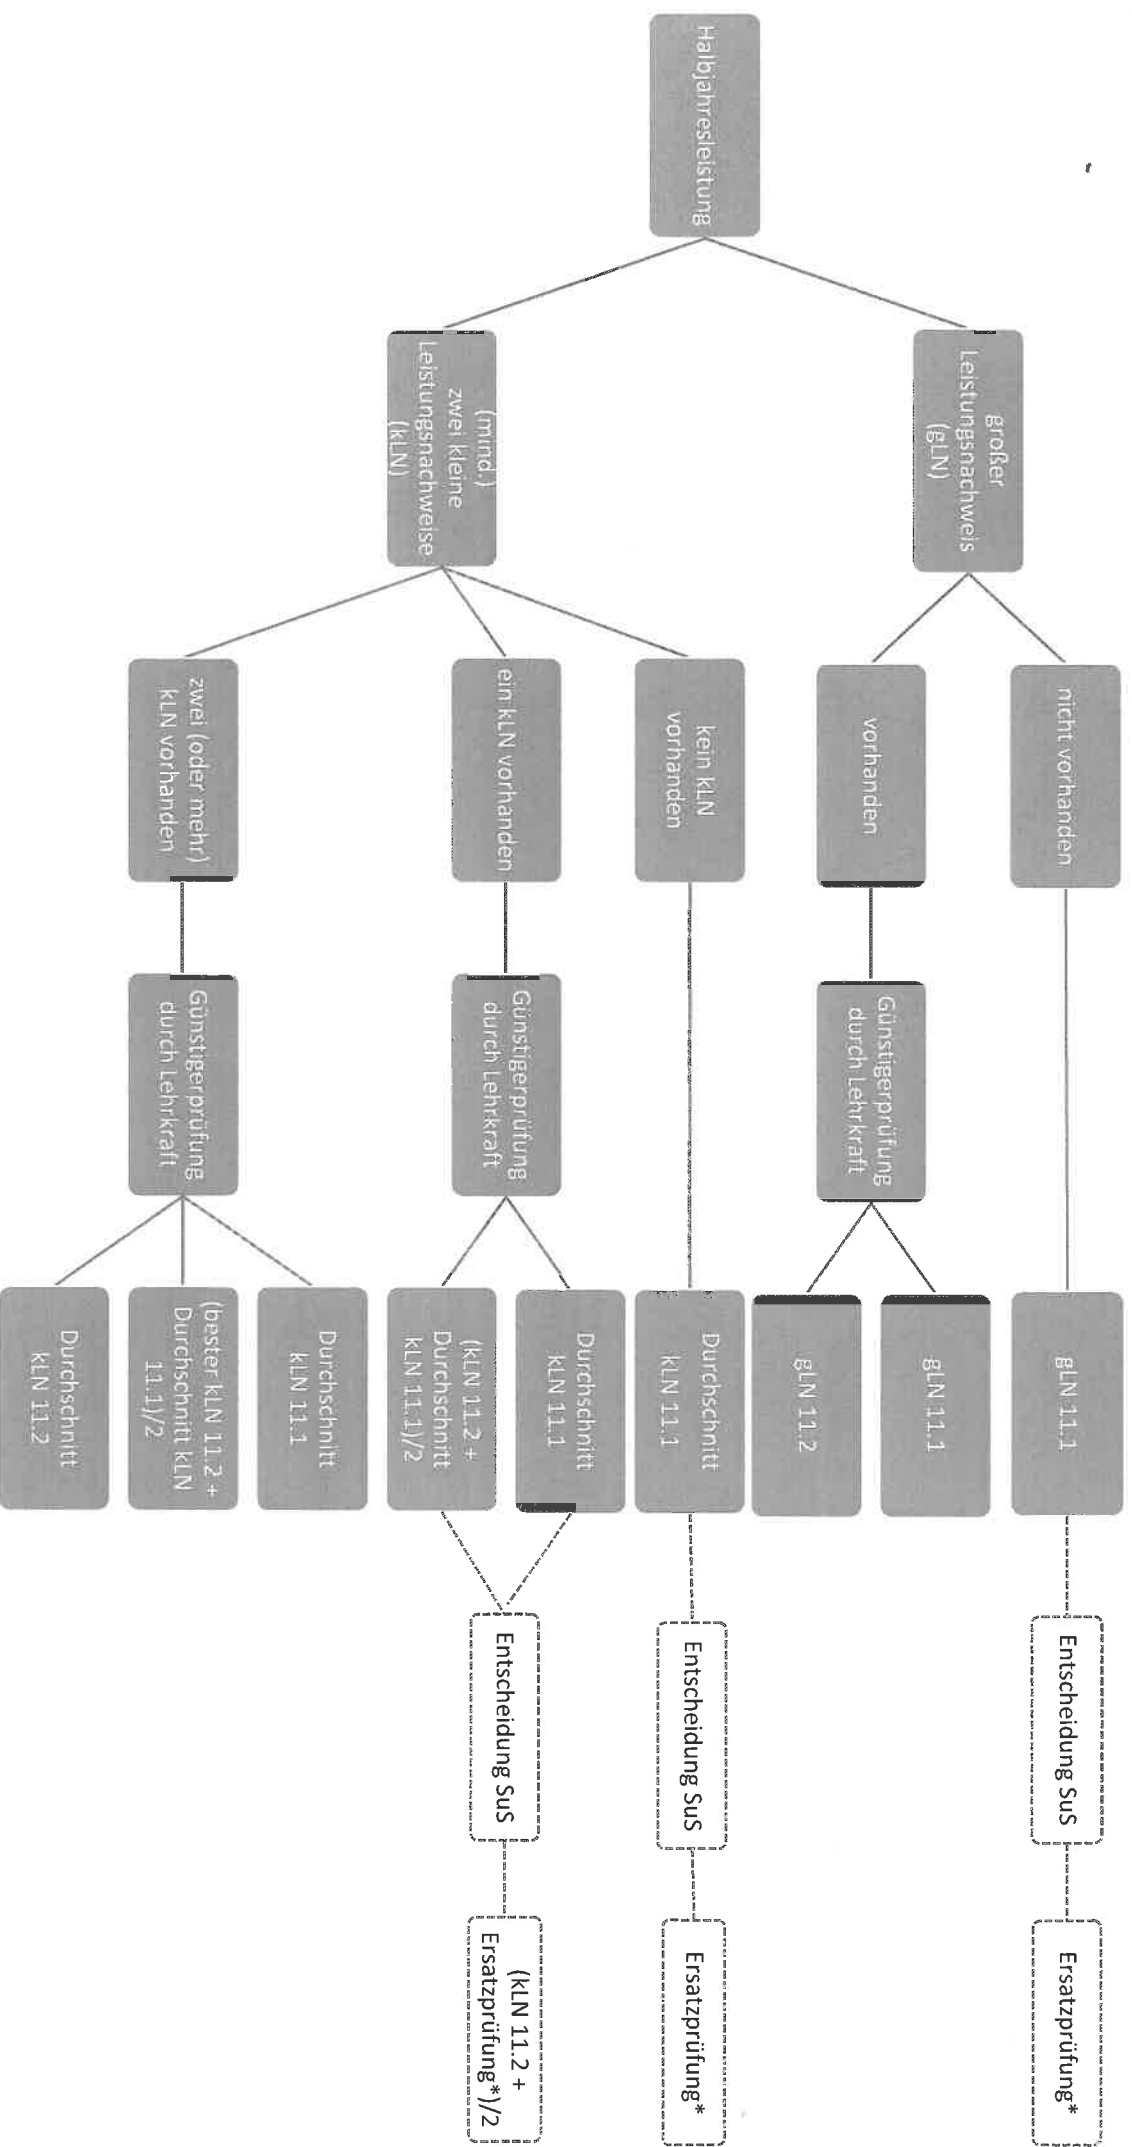 Halbjahresleistung
großer
Leistungsnachweis
(gLN)
nicht vorhanden
gLN 11.1
Entscheidung SuS
Ersatzprüfung*
vorhanden
Günstigerprüfung
durch Lehrkraft
gLN 11.1
gLN 11.2
(mind.)
zwei kleine
Leistungsnachweise
(kLN)
kein kLN
vorhanden
Durchschnitt
kLN 11.1
Entscheidung SuS
Ersatzprüfung*
ein kLN vorhanden
Günstigerprüfung
durch Lehrkraft
Durchschnitt
kLN 11.1
(kLN 11.2 +
Durchschnitt
kLN 11.1)/2
Entscheidung SuS
(kLN 11.2 +
Ersatzprüfung*)/2
zwei (oder mehr)
kLN vorhanden
Günstigerprüfung
durch Lehrkraft
Durchschnitt
kLN 11.1
(bester kLN 11.2 +
Durchschnitt kLN
11.1)/2
Durchschnitt
kLN 11.2